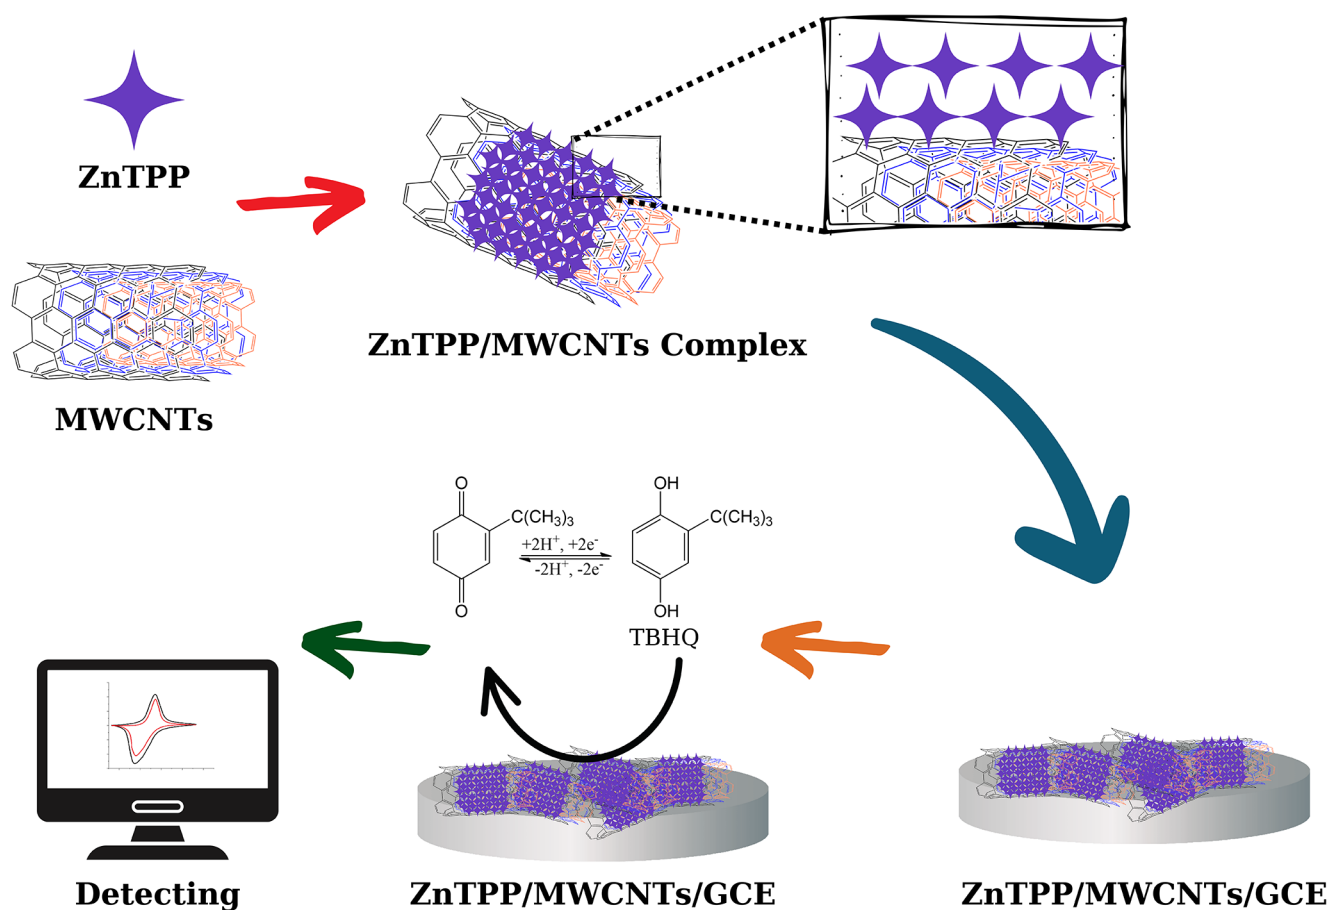 ZnTPP
MWCNTs
ZnTPP/MWCNTs Complex
O
C(CH₃)₃
O
+2H⁺, +2e⁻
-2H⁺, -2e⁻
OH
C(CH₃)₃
OH
TBHQ
Detecting
ZnTPP/MWCNTs/GCE
ZnTPP/MWCNTs/GCE